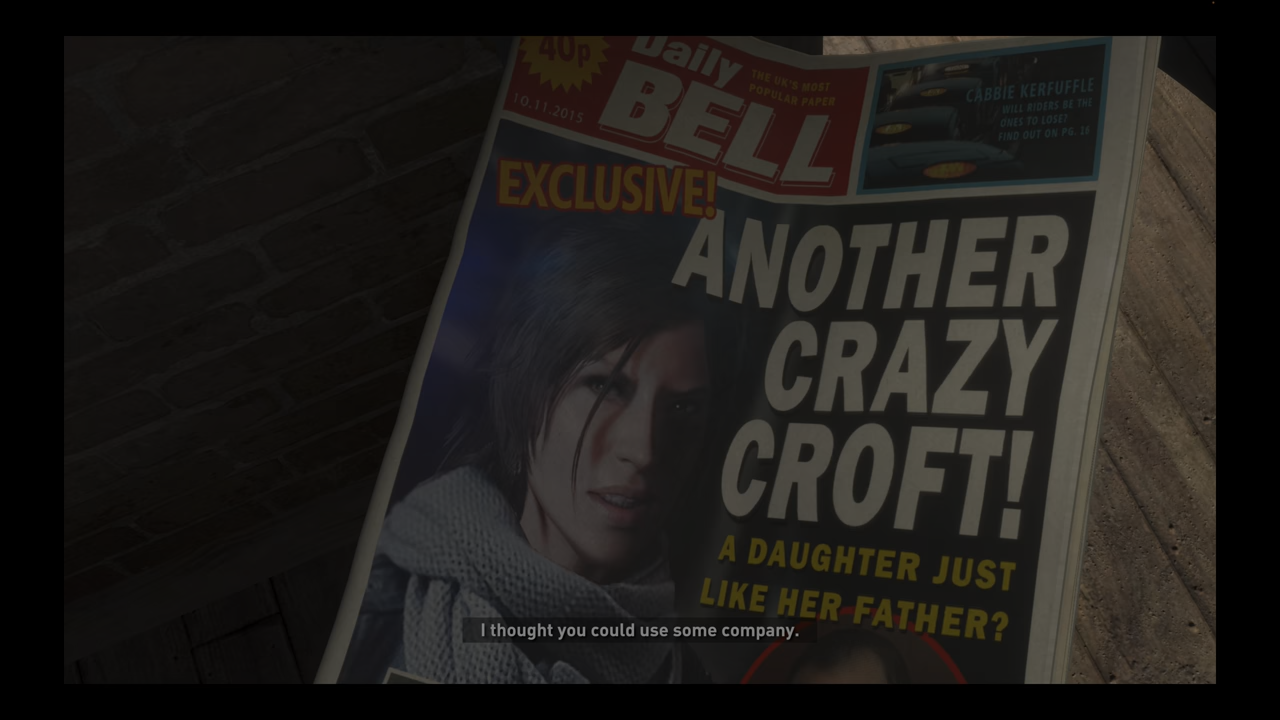 40p
Daily
BELL
THE UK'S MOST
POPULAR PAPER
10.11.2015
CABBIE KERFUFFLE
WILL RIDERS BE THE
ONES TO LOSE?
FIND OUT ON PG. 16
EXCLUSIVE!
ANOTHER
CRAZY
CROFT!
A DAUGHTER JUST
LIKE HER FATHER?
I thought you could use some company.